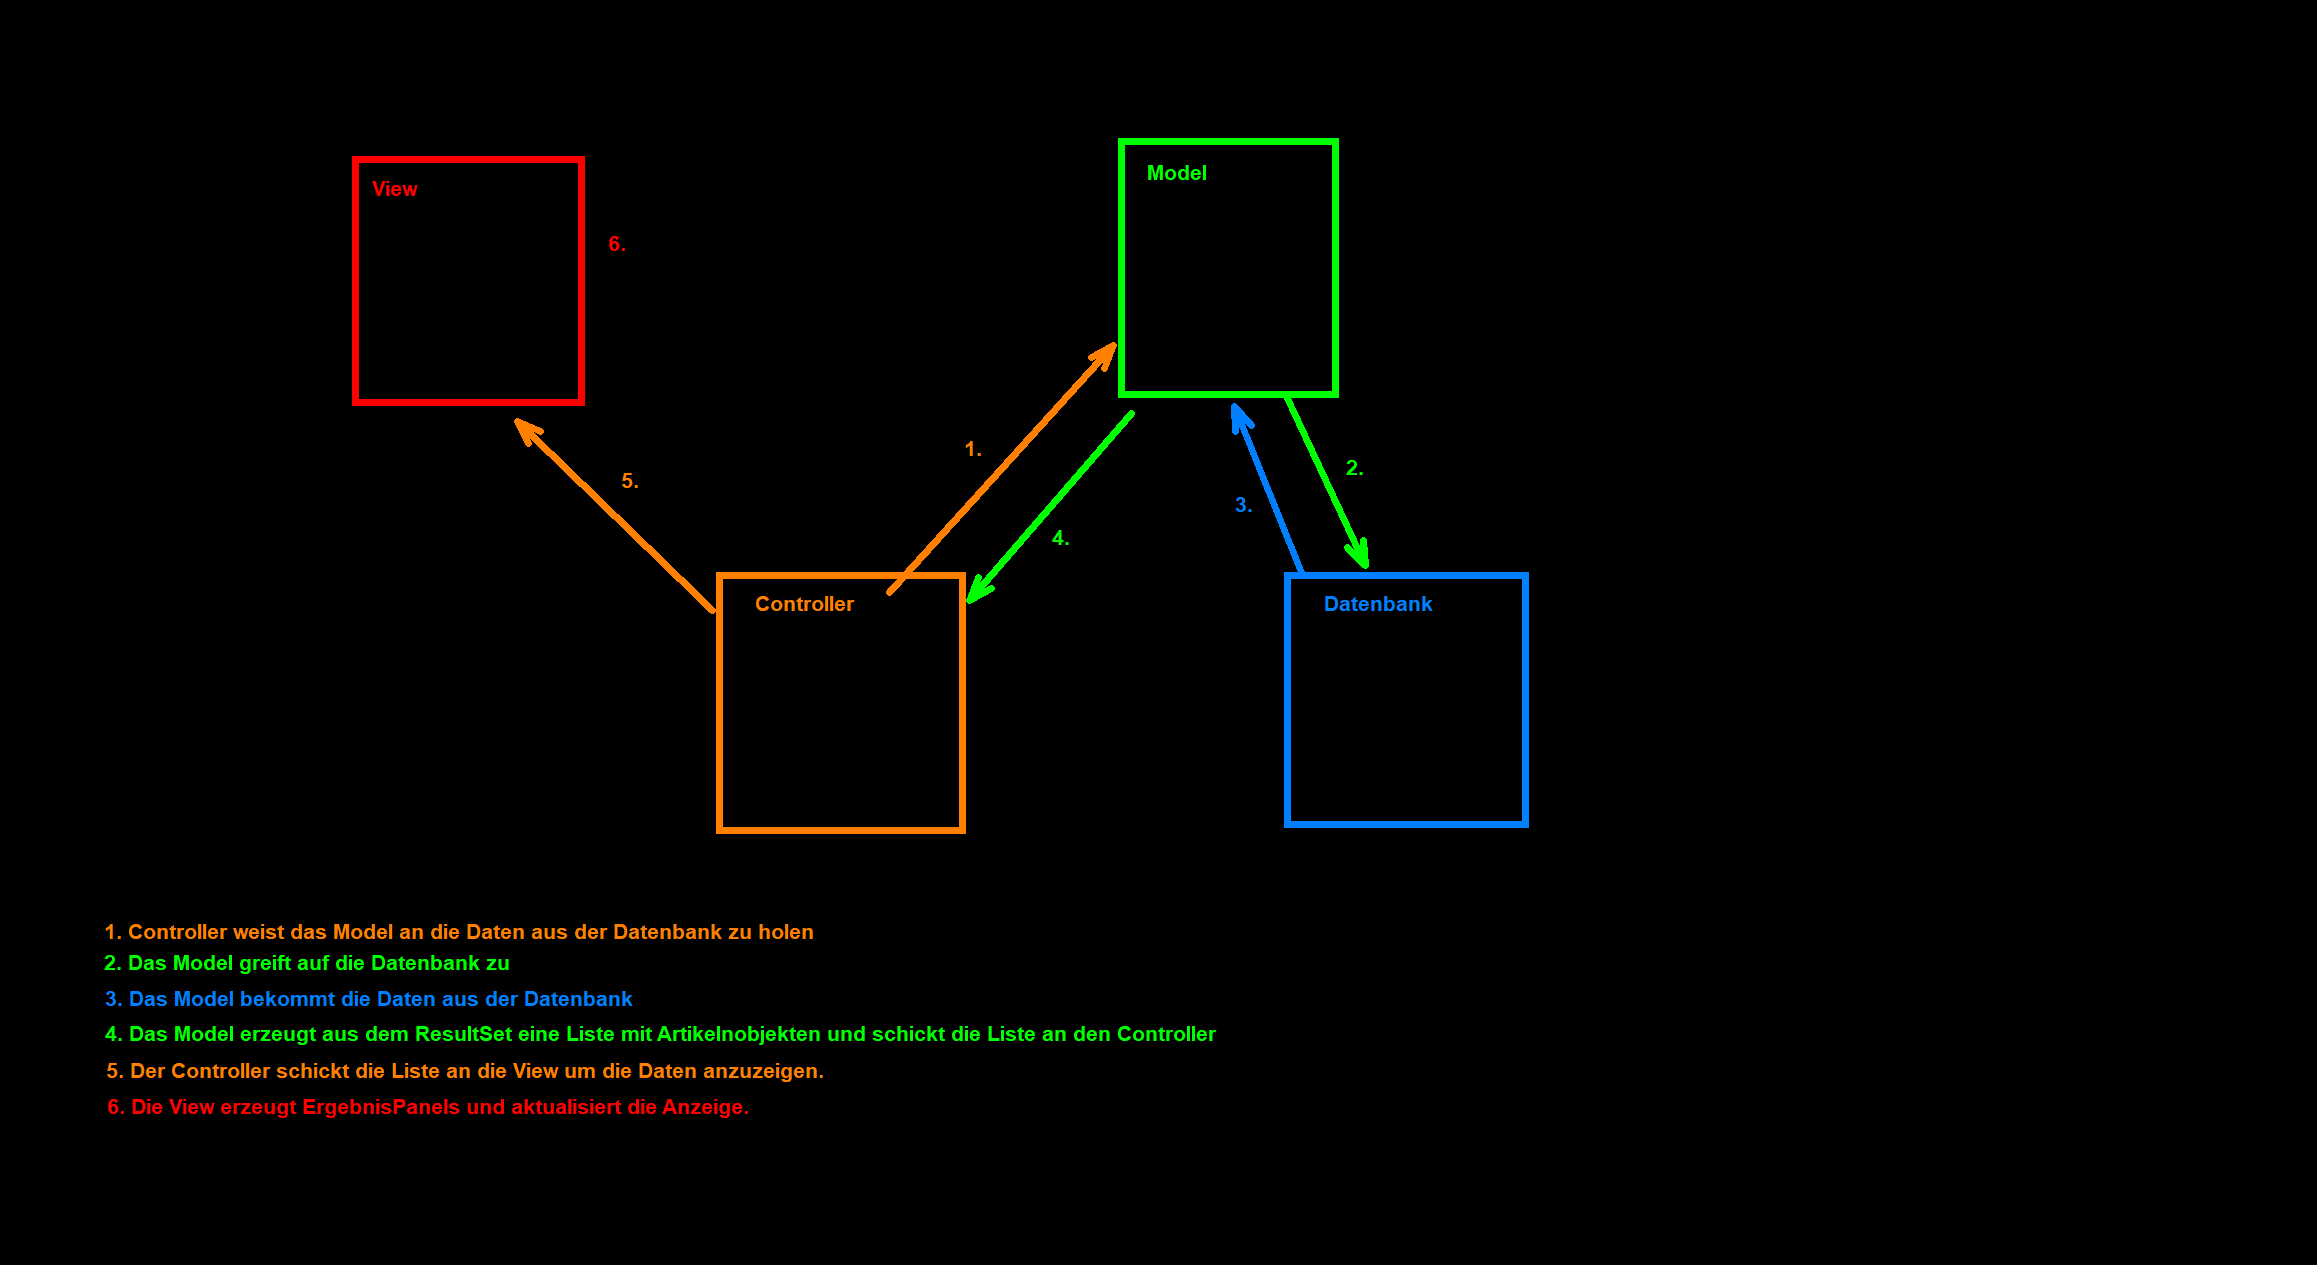 View
Model
6.
1.
5.
4.
3.
2.
Controller
Datenbank
1. Controller weist das Model an die Daten aus der Datenbank zu holen
2. Das Model greift auf die Datenbank zu
3. Das Model bekommt die Daten aus der Datenbank
4. Das Model erzeugt aus dem ResultSet eine Liste mit Artikelnobjekten und schickt die Liste an den Controller
5. Der Controller schickt die Liste an die View um die Daten anzuzeigen.
6. Die View erzeugt ErgebnisPanels und aktualisiert die Anzeige.